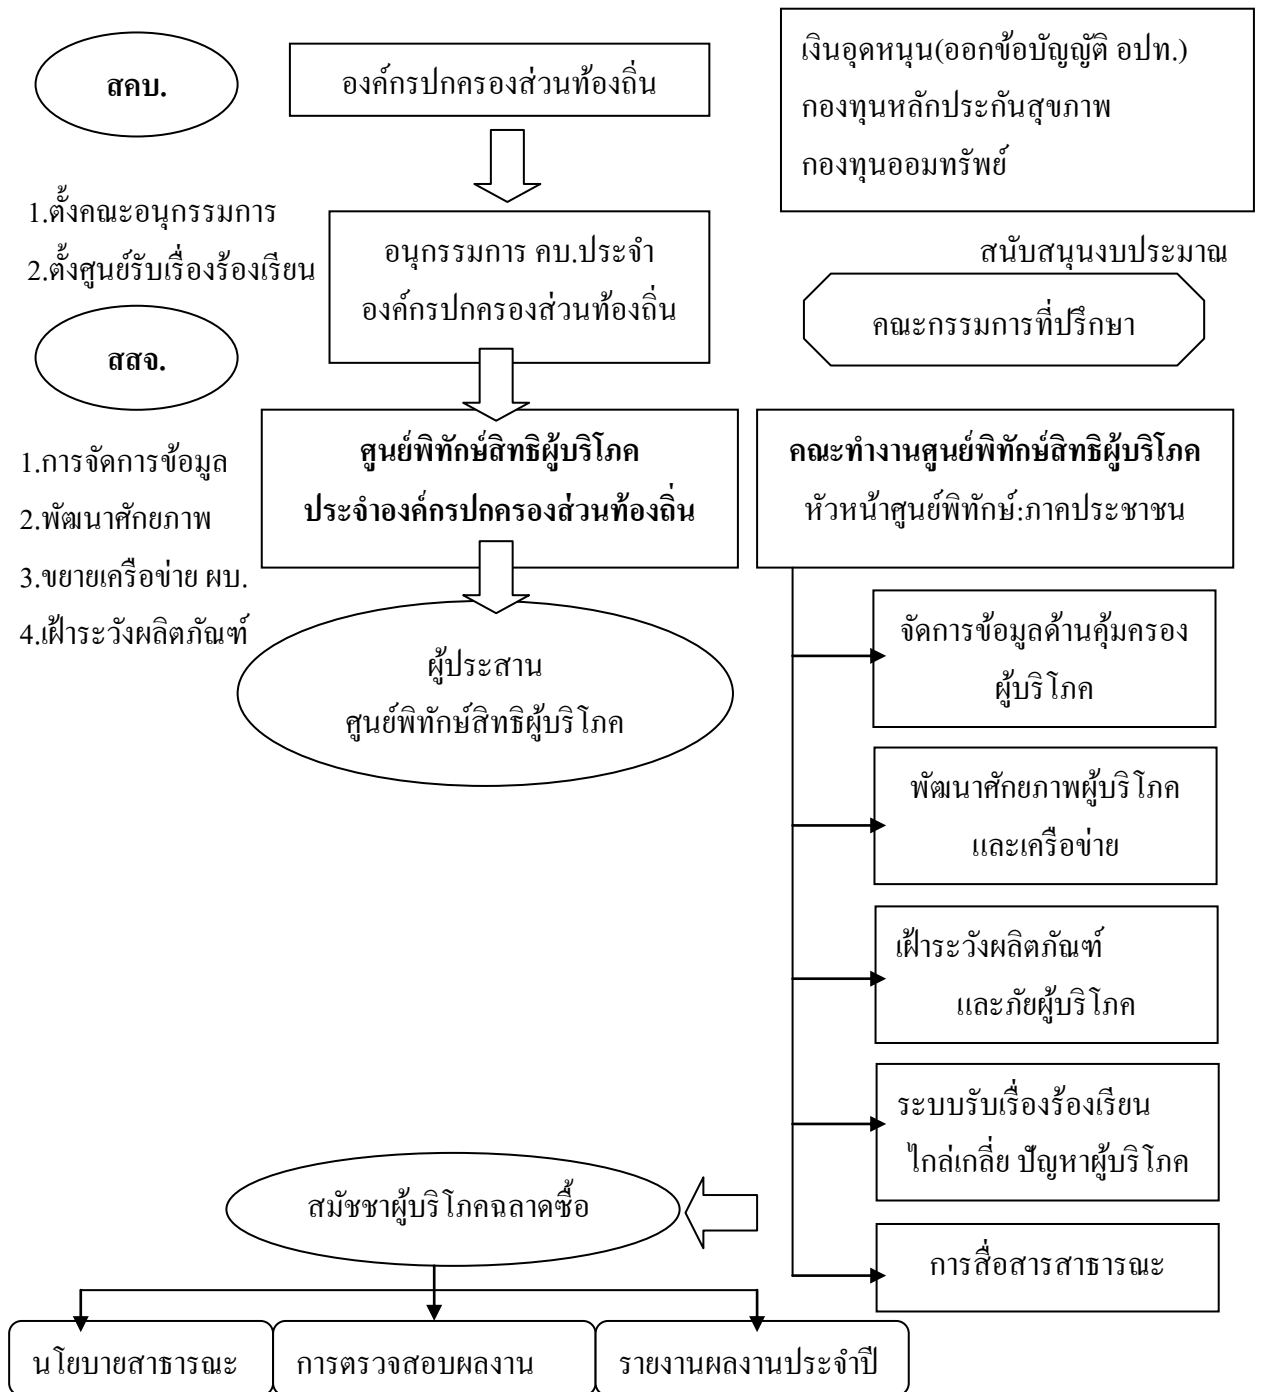 สคบ.
องค์กรปกครองส่วนท้องถิ่น
เงินอุดหนุน(ออกข้อบัญญัติ อปท.)
กองทุนหลักประกันสุขภาพ
กองทุนออมทรัพย์
1.ตั้งคณะอนุกรรมการ
2.ตั้งศูนย์รับเรื่องร้องเรียน
อนุกรรมการ คบ.ประจำ
องค์กรปกครองส่วนท้องถิ่น
สนับสนุนงบประมาณ
คณะกรรมการที่ปรึกษา
สสจ.
1.การจัดการข้อมูล
2.พัฒนาศักยภาพ
3.ขยายเครือข่าย ผบ.
4.เฝ้าระวังผลิตภัณฑ์
ศูนย์พิทักษ์สิทธิผู้บริโภค
ประจำองค์กรปกครองส่วนท้องถิ่น
คณะทำงานศูนย์พิทักษ์สิทธิผู้บริโภค
หัวหน้าศูนย์พิทักษ์:ภาคประชาชน
ผู้ประสาน
ศูนย์พิทักษ์สิทธิผู้บริโภค
จัดการข้อมูลด้านคุ้มครอง
ผู้บริโภค
พัฒนาศักยภาพผู้บริโภค
และเครือข่าย
เฝ้าระวังผลิตภัณฑ์
และภัยผู้บริโภค
ระบบรับเรื่องร้องเรียน
ไกล่เกลี่ย ปัญหาผู้บริโภค
การสื่อสารสาธารณะ
สมัชชาผู้บริโภคฉลาดซื้อ
นโยบายสาธารณะ
การตรวจสอบผลงาน
รายงานผลงานประจำปี